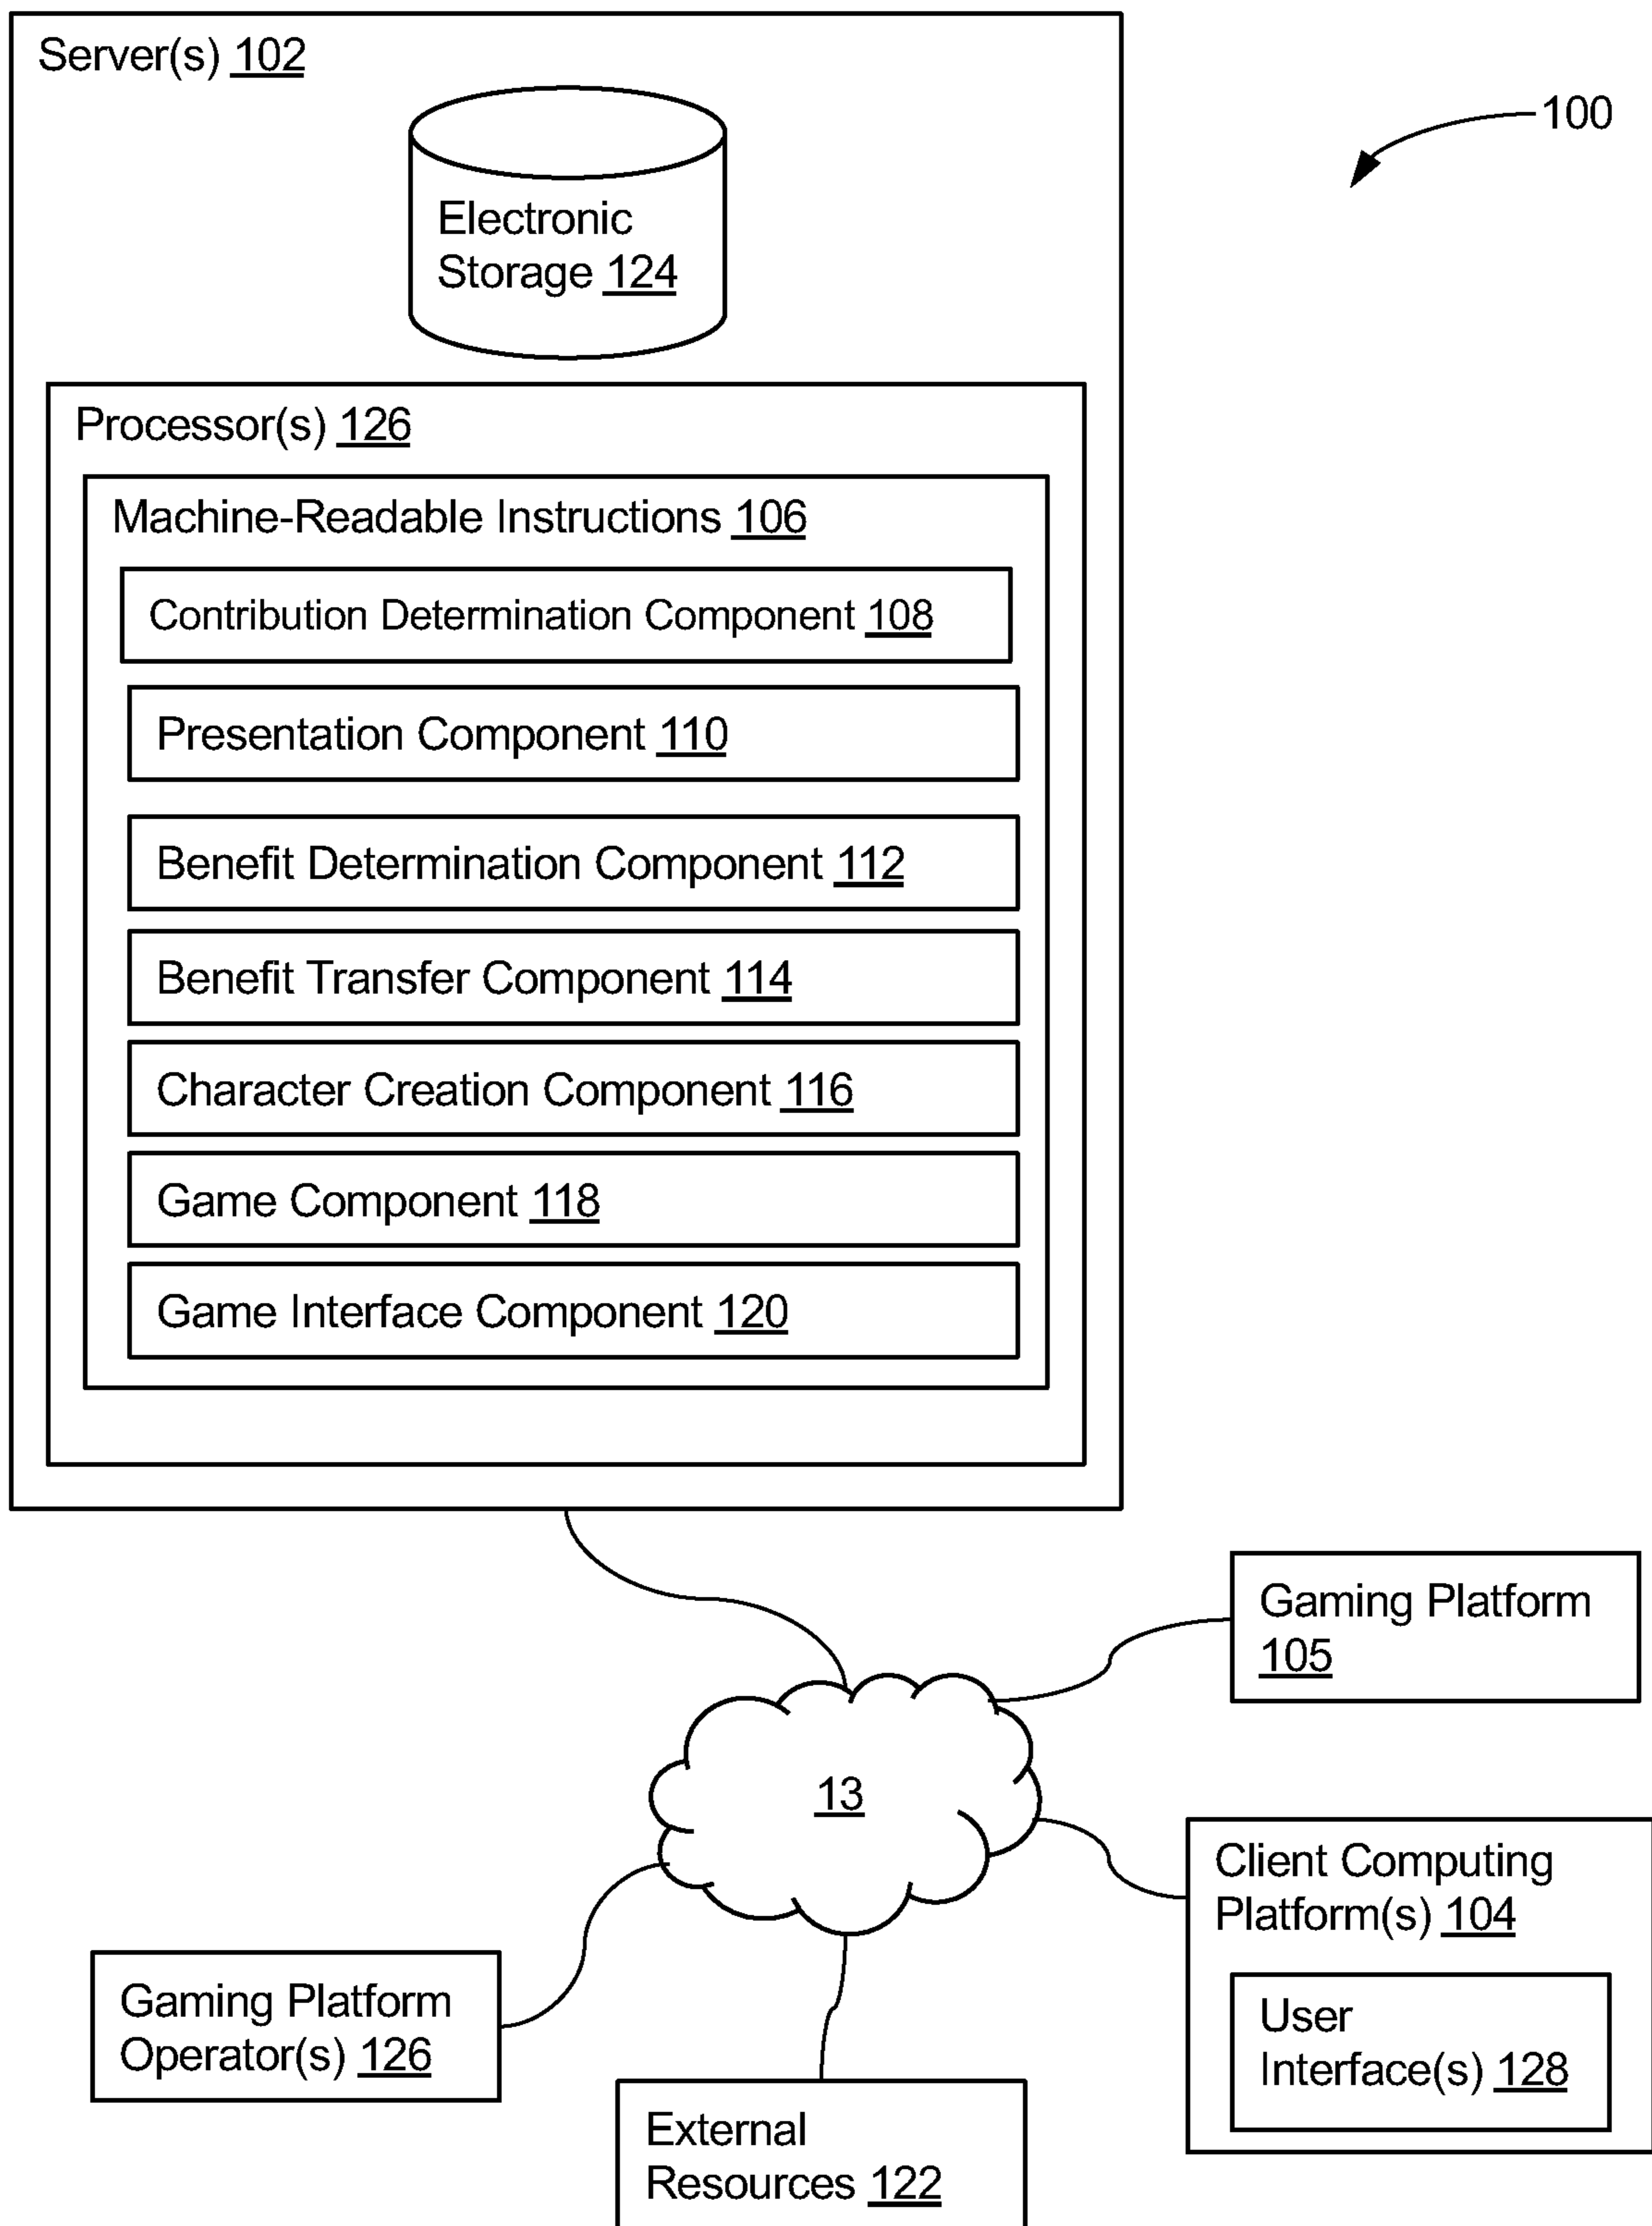 Server(s) 102
100
Electronic
Storage 124
Processor(s) 126
Machine-Readable Instructions 106
Contribution Determination Component 108
Presentation Component 110
Benefit Determination Component 112
Benefit Transfer Component 114
Character Creation Component 116
Game Component 118
Game Interface Component 120
Gaming Platform
105
13
Client Computing
Platform(s) 104
User
Interface(s) 128
Gaming Platform
Operator(s) 126
External
Resources 122